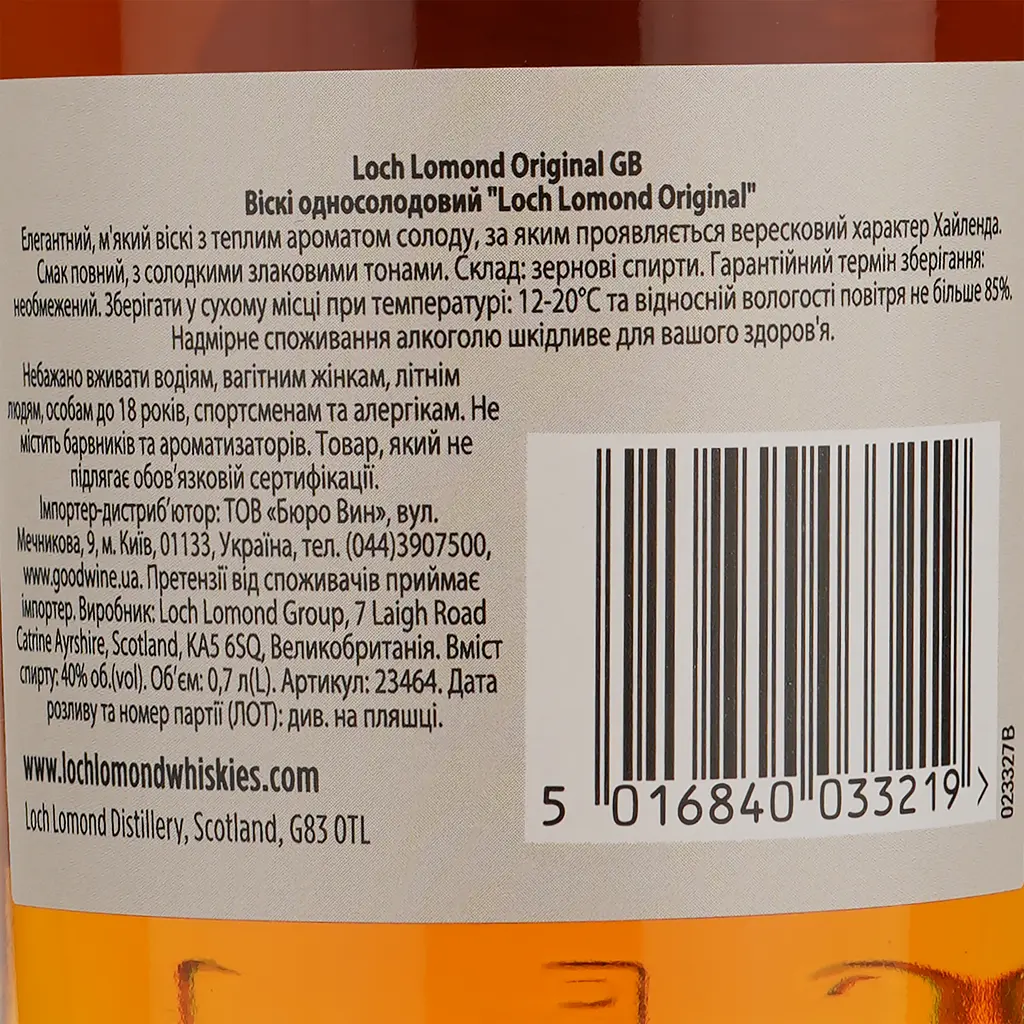 Loch Lomond Original GB
Віскі односолодовий "Loch Lomond Original"
Елегантний, м'який віскі з теплим ароматом солоду, за яким проявляється вересковий характер Хайленда.
Смак повний, з солодкими злаковими тонами. Склад: зернові спирти. Гарантійний термін зберігання:
необмежений. Зберігати у сухому місці при температурі: 12-20°С та відносній вологості повітря не більше 85%.
Надмірне споживання алкоголю шкідливе для вашого здоров'я.
Небажано вживати водіям, вагітним жінкам, літнім
людям, особам до 18 років, спортсменам та алергікам. Не
містить барвників та ароматизаторів. Товар, який не
підлягає обов'язковій сертифікації.
Імпортер-дистриб'ютор: ТОВ «Бюро Вин», вул.
Мечникова, 9, м. Київ, 01133, Україна, тел. (044)3907500,
www.goodwine.ua. Претензії від споживачів приймає
імпортер. Виробник: Loch Lomond Group, 7 Laigh Road
Catrine Ayrshire, Scotland, KA5 6SQ, Великобританія. Вміст
спирту: 40% об.(vol). Об'єм: 0,7 л(L). Артикул: 23464. Дата
розливу та номер партії (ЛОТ): див. на пляшці.
www.lochlomondwhiskies.com
Loch Lomond Distillery, Scotland, G83 0TL
5 016840 033219 >
023327B